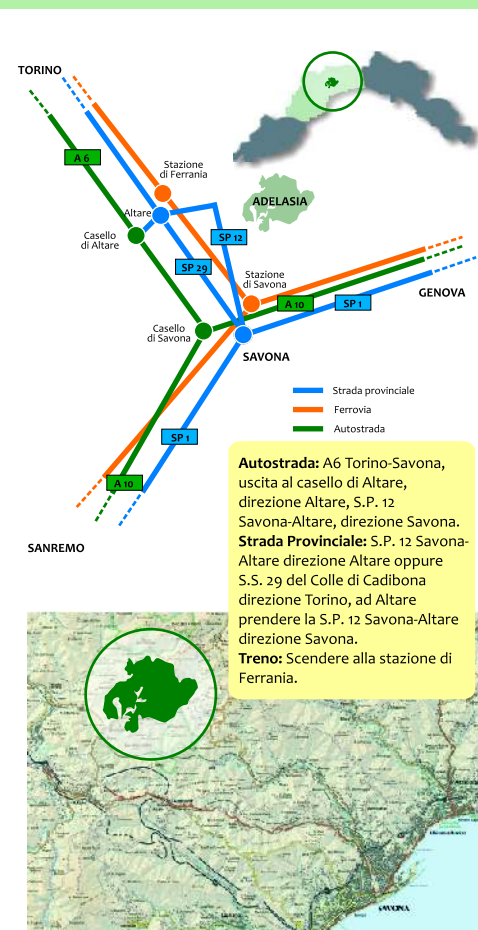 TORINO
A 6
Stazione
di Ferrania
Altare
ADELASIA
Casello
di Altare
SP 12
SP 29
Stazione
di Savona
GENOVA
A 10
SP 1
Casello
di Savona
SAVONA
Strada provinciale
Ferrovia
Autostrada
SP 1
A 10
SANREMO
Autostrada: A6 Torino-Savona,
uscita al casello di Altare,
direzione Altare, S.P. 12
Savona-Altare, direzione Savona.
Strada Provinciale: S.P. 12 Savona-
Altare direzione Altare oppure
S.S. 29 del Colle di Cadibona
direzione Torino, ad Altare
prendere la S.P. 12 Savona-Altare
direzione Savona.
Treno: Scendere alla stazione di
Ferrania.